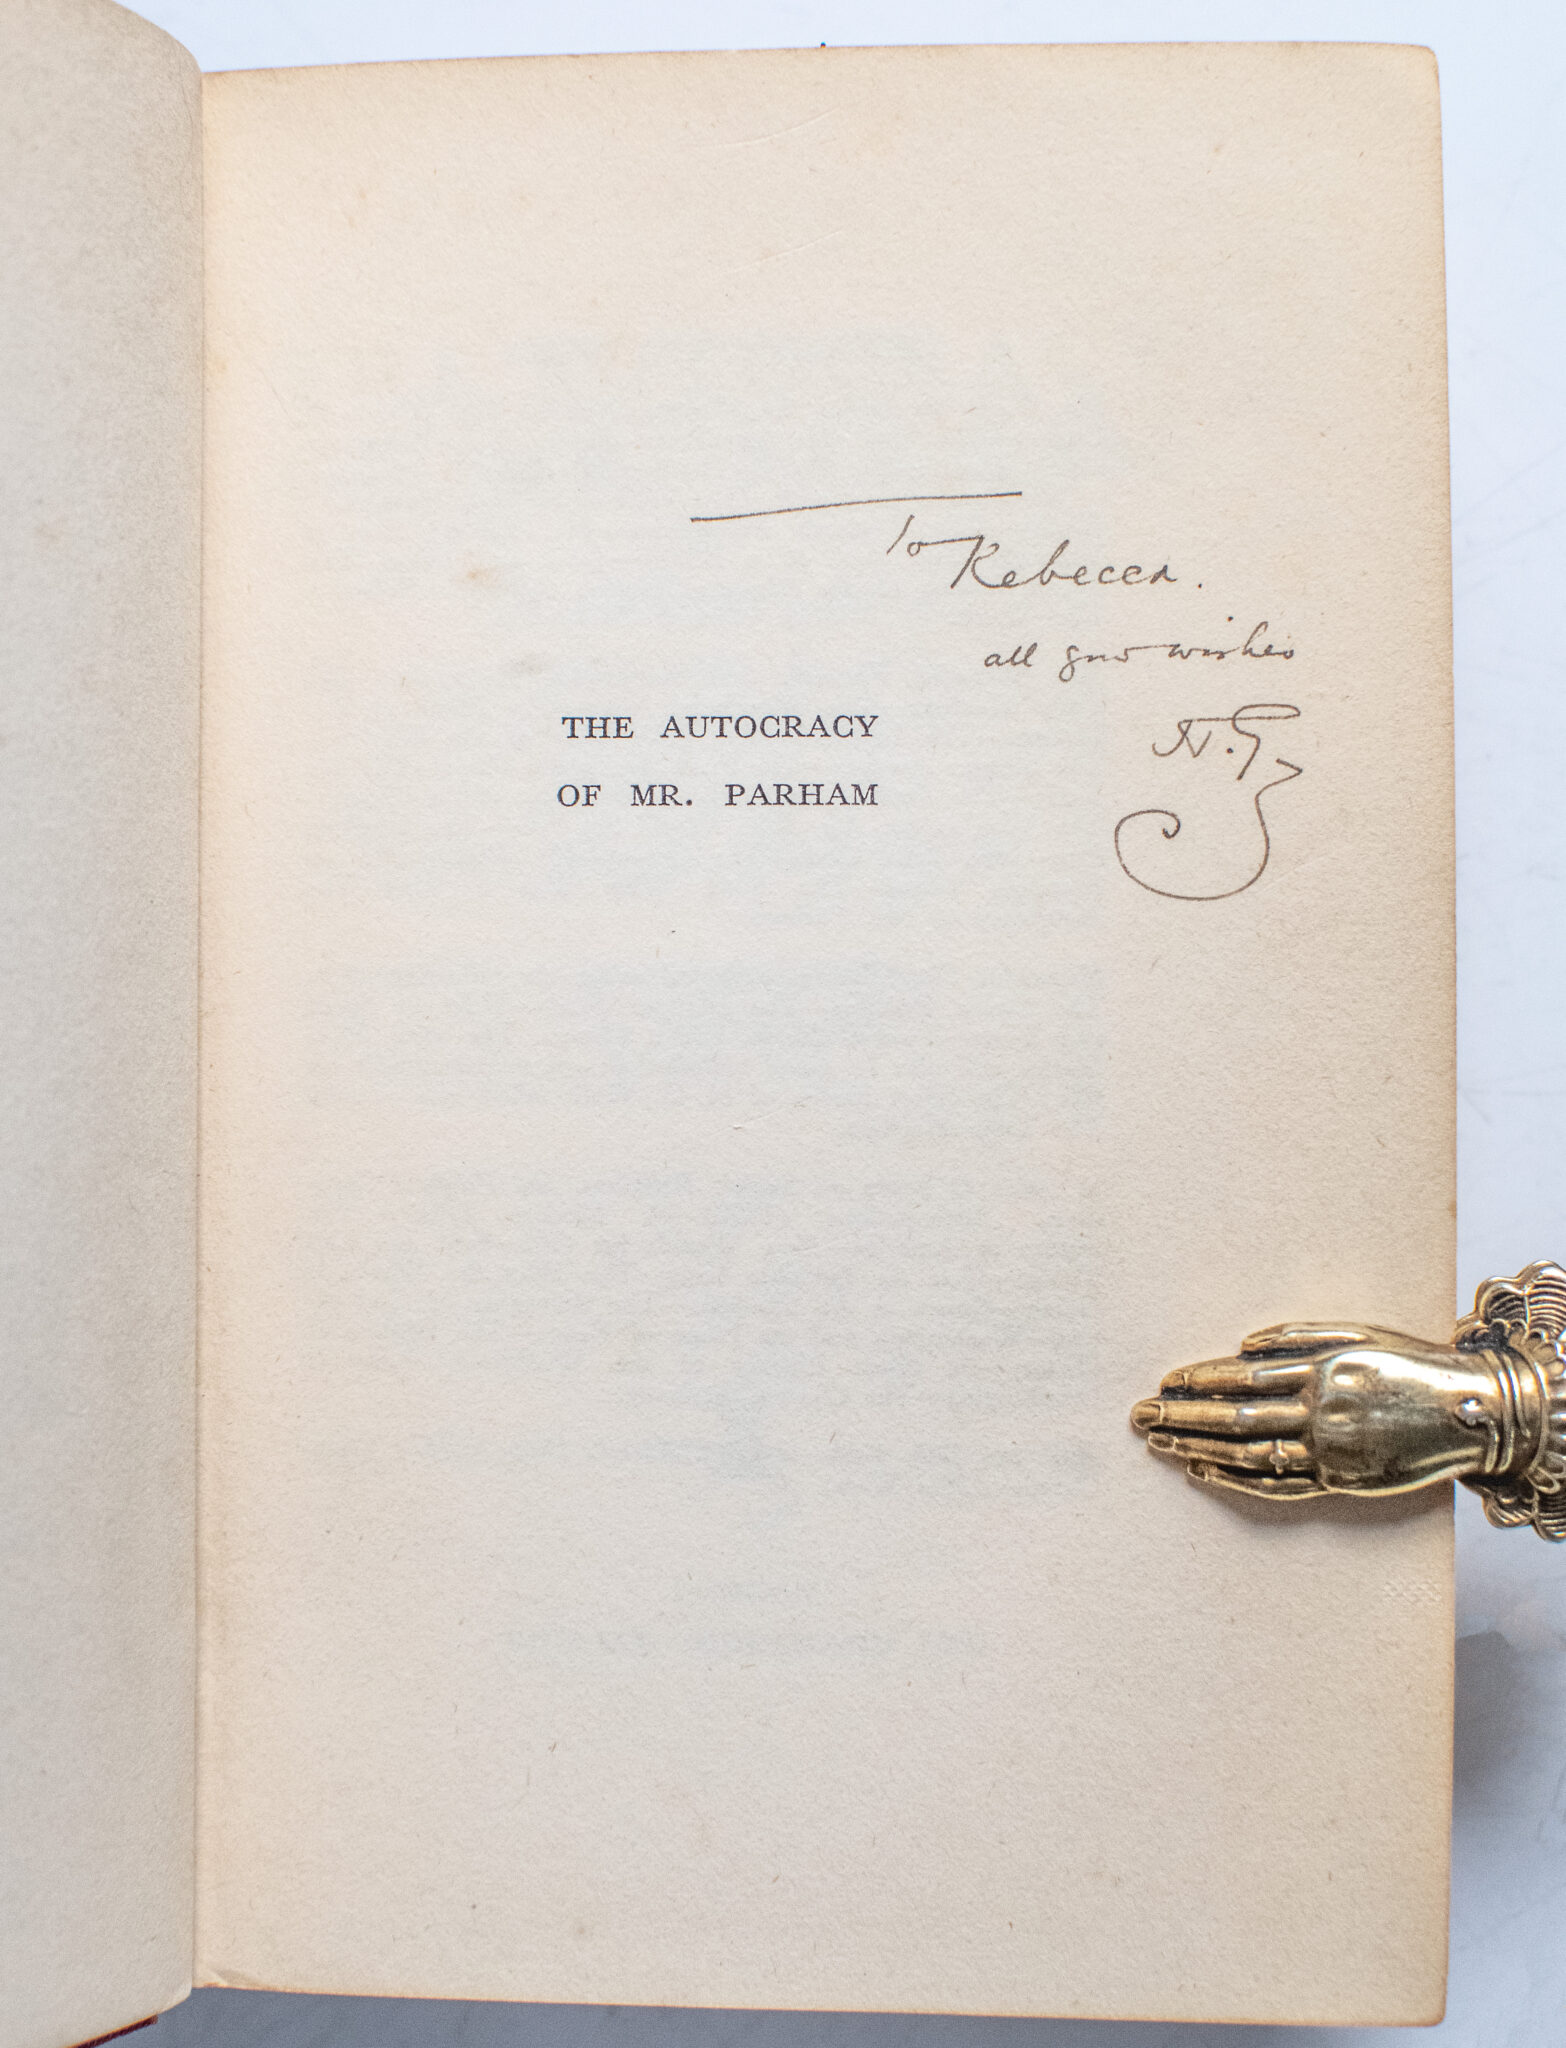 To Rebecca.
all good wishes
H.G.
THE AUTOCRACY
OF MR. PARHAM